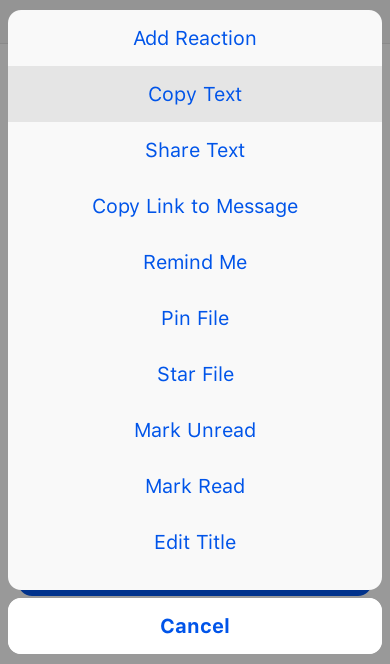 Add Reaction
Copy Text
Share Text
Copy Link to Message
Remind Me
Pin File
Star File
Mark Unread
Mark Read
Edit Title
Cancel